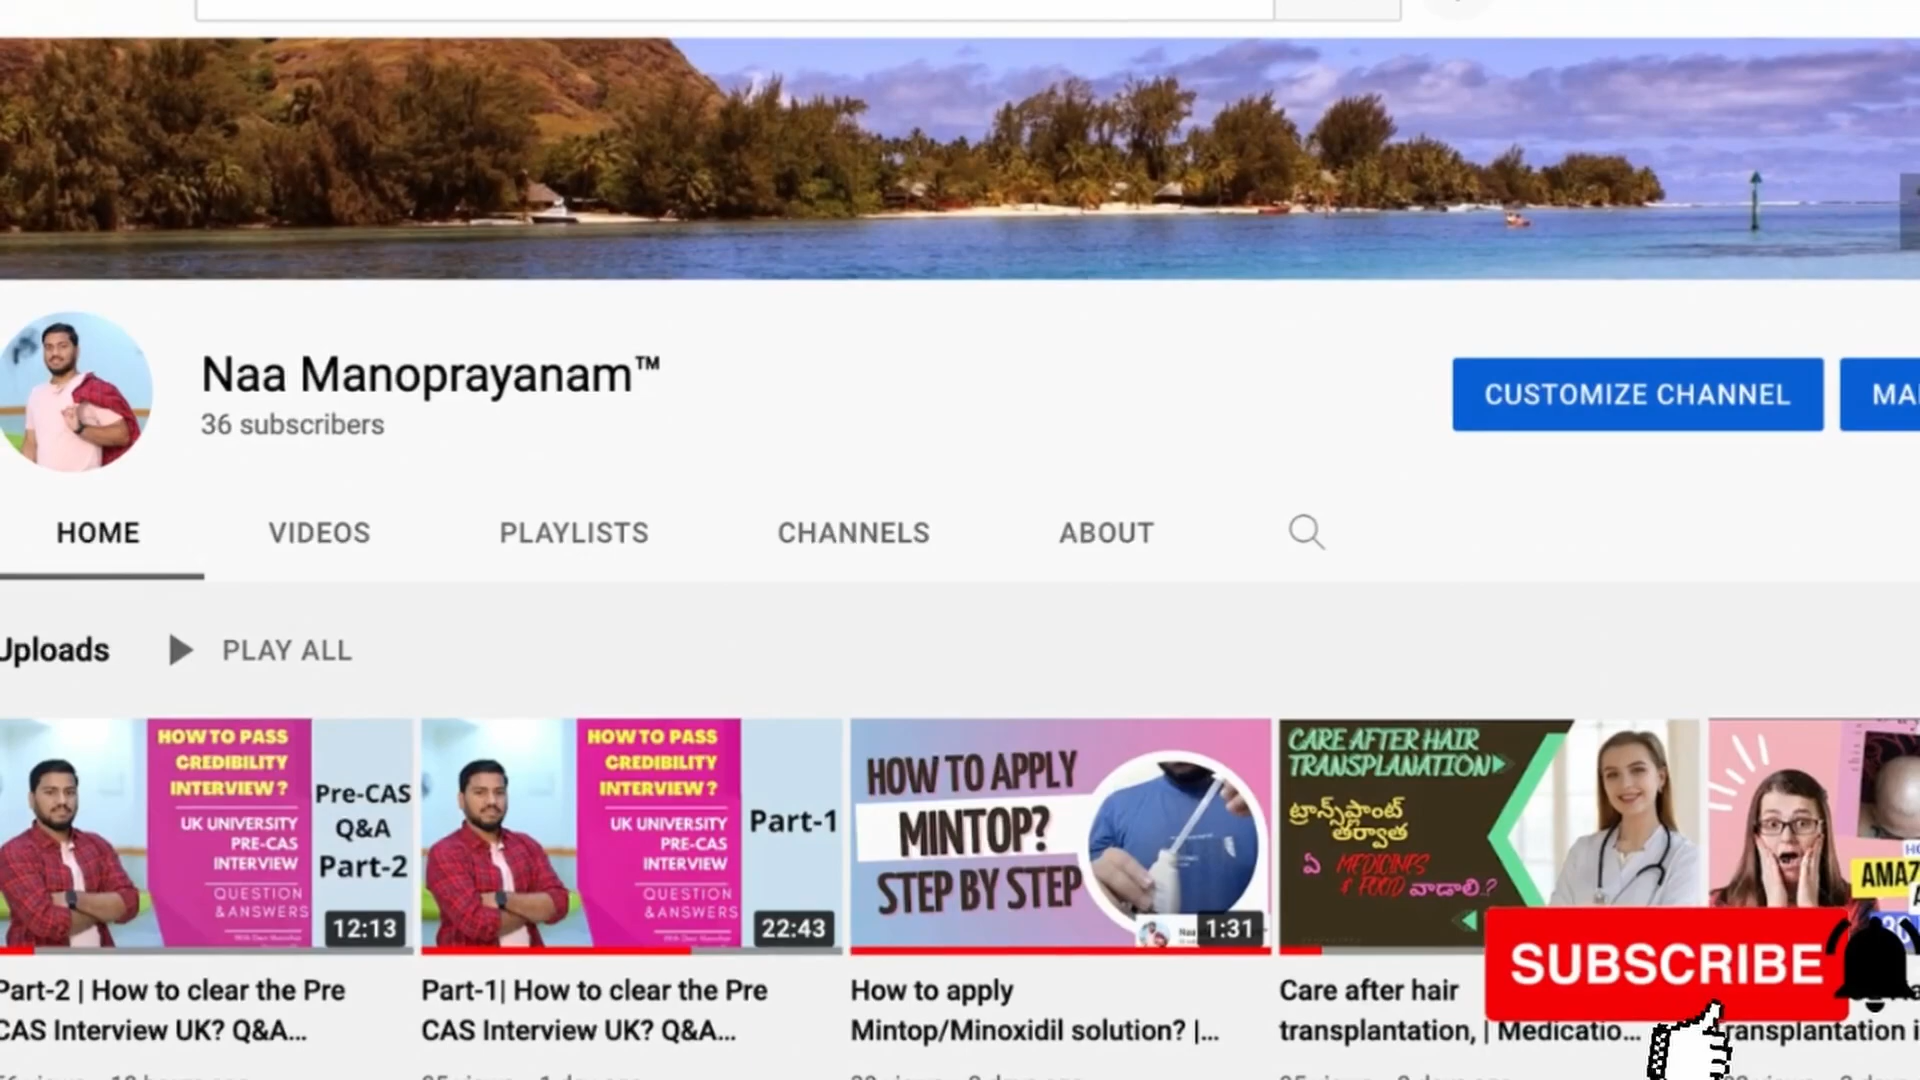 Naa Manoprayanam™
36 subscribers
CUSTOMIZE CHANNEL
HOME VIDEOS PLAYLISTS CHANNELS ABOUT
Uploads PLAY ALL
HOW TO PASS
CREDIBILITY
INTERVIEW ?
UK UNIVERSITY
PRE-CAS
INTERVIEW
QUESTION
&ANSWERS
Pre-CAS
Q&A
Part-2
12:13
HOW TO PASS
CREDIBILITY
INTERVIEW ?
UK UNIVERSITY
PRE-CAS
INTERVIEW
QUESTION
&ANSWERS
Part-1
22:43
HOW TO APPLY
MINTOP?
STEP BY STEP
1:31
CARE AFTER HAIR
TRANSPLANATION
ట్రాన్స్‌ప్లాంట్
తర్వాత
ఏ MEDICINES
& FOOD వాడాలి?
SUBSCRIBE
Part-2 | How to clear the Pre
CAS Interview UK? Q&A...
Part-1| How to clear the Pre
CAS Interview UK? Q&A...
How to apply
Mintop/Minoxidil solution? |...
Care after hair
transplantation, | Medicatio...